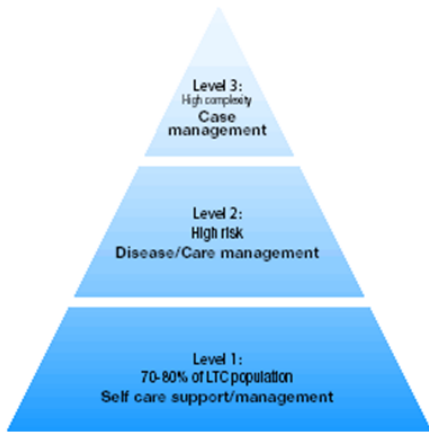 Level 3:
High complexity
Case
management
Level 2:
High risk
Disease/Care management
Level 1:
70-80% of LTC population
Self care support/management